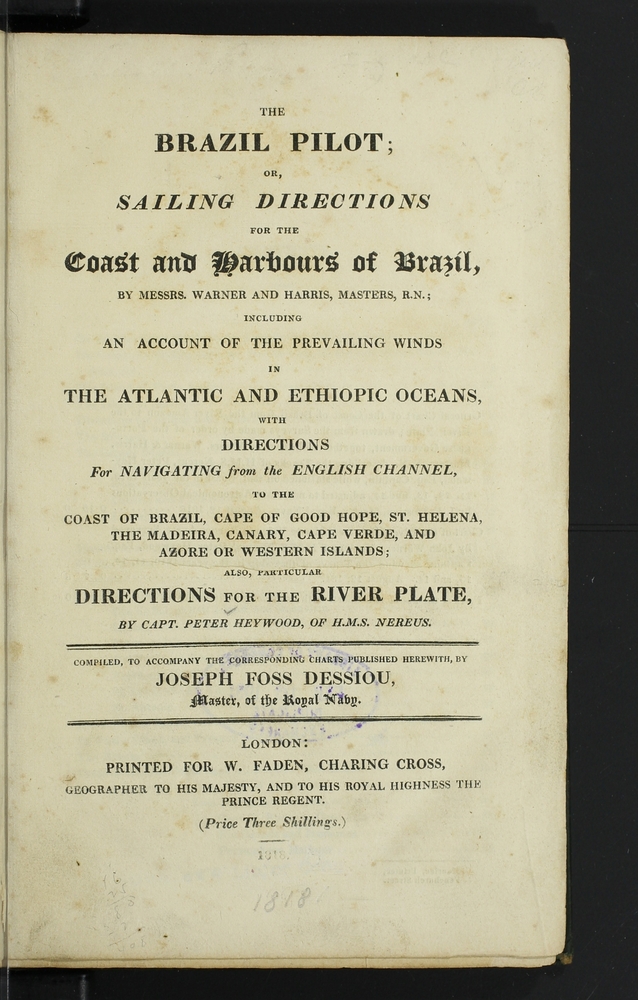 THE
BRAZIL PILOT;
OR,
SAILING DIRECTIONS
FOR THE
Coast and Harbours of Brazil,
BY MESSRS. WARNER AND HARRIS, MASTERS, R.N.;
INCLUDING
AN ACCOUNT OF THE PREVAILING WINDS
IN
THE ATLANTIC AND ETHIOPIC OCEANS,
WITH
DIRECTIONS
For NAVIGATING from the ENGLISH CHANNEL,
TO THE
COAST OF BRAZIL, CAPE OF GOOD HOPE, ST. HELENA,
THE MADEIRA, CANARY, CAPE VERDE, AND
AZORE OR WESTERN ISLANDS;
ALSO, PARTICULAR
DIRECTIONS FOR THE RIVER PLATE,
BY CAPT. PETER HEYWOOD, OF H.M.S. NEREUS.
COMPILED, TO ACCOMPANY THE CORRESPONDING CHARTS PUBLISHED HEREWITH, BY
JOSEPH FOSS DESSIOU,
Master, of the Royal Navy.
LONDON:
PRINTED FOR W. FADEN, CHARING CROSS,
GEOGRAPHER TO HIS MAJESTY, AND TO HIS ROYAL HIGHNESS THE
PRINCE REGENT.
(Price Three Shillings.)
1818.
1818.